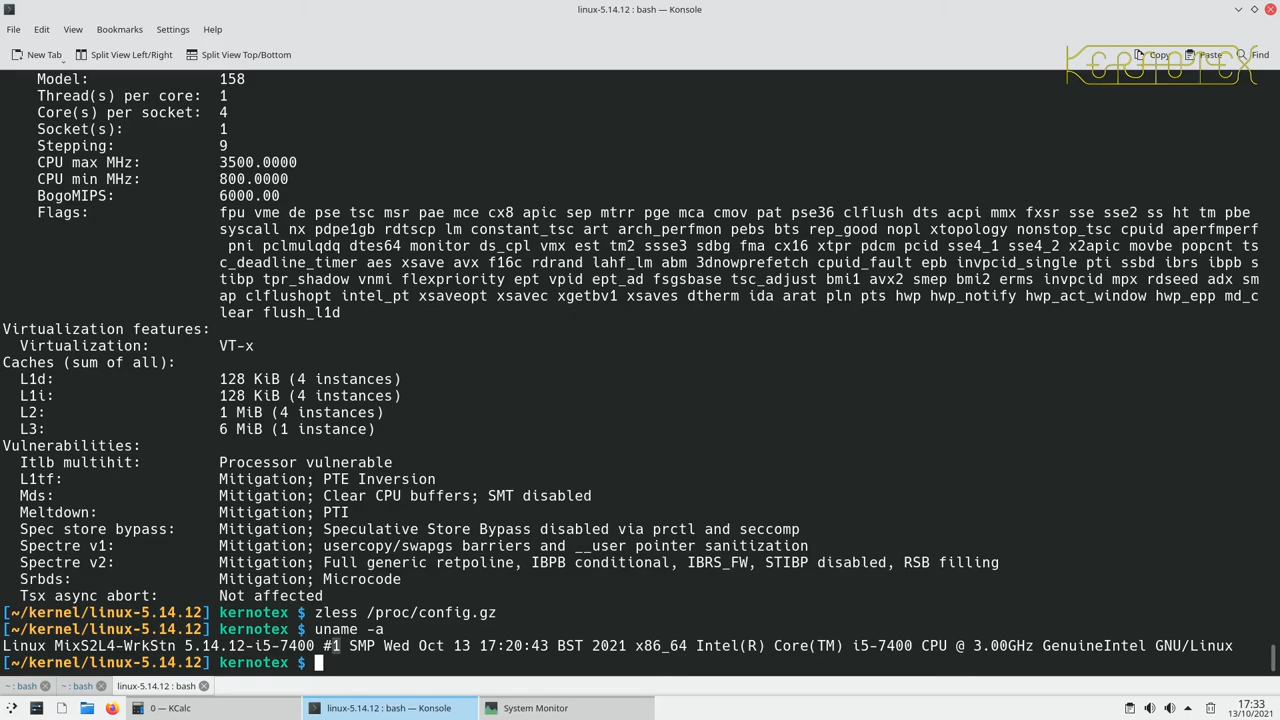 linux-5.14.12 : bash — Konsole
File Edit View Bookmarks Settings Help
New Tab Split View Left/Right Split View Top/Bottom Copy Paste Find
KERNOTEX
Model: 158
Thread(s) per core: 1
Core(s) per socket: 4
Socket(s): 1
Stepping: 9
CPU max MHz: 3500.0000
CPU min MHz: 800.0000
BogoMIPS: 6000.00
Flags: fpu vme de pse tsc msr pae mce cx8 apic sep mtrr pge mca cmov pat pse36 clflush dts acpi mmx fxsr sse sse2 ss ht tm pbe
syscall nx pdpe1gb rdtscp lm constant_tsc art arch_perfmon pebs bts rep_good nopl xtopology nonstop_tsc cpuid aperfmperf
pni pclmulqdq dtes64 monitor ds_cpl vmx est tm2 ssse3 sdbg fma cx16 xtpr pdcm pcid sse4_1 sse4_2 x2apic movbe popcnt ts
c_deadline_timer aes xsave avx f16c rdrand lahf_lm abm 3dnowprefetch cpuid_fault epb invpcid_single pti ssbd ibrs ibpb s
tibp tpr_shadow vnmi flexpriority ept vpid ept_ad fsgsbase tsc_adjust bmi1 avx2 smep bmi2 erms invpcid mpx rdseed adx sm
ap clflushopt intel_pt xsaveopt xsavec xgetbv1 xsaves dtherm ida arat pln pts hwp hwp_notify hwp_act_window hwp_epp md_c
lear flush_l1d
Virtualization features:
Virtualization: VT-x
Caches (sum of all):
L1d: 128 KiB (4 instances)
L1i: 128 KiB (4 instances)
L2: 1 MiB (4 instances)
L3: 6 MiB (1 instance)
Vulnerabilities:
Itlb multihit: Processor vulnerable
L1tf: Mitigation; PTE Inversion
Mds: Mitigation; Clear CPU buffers; SMT disabled
Meltdown: Mitigation; PTI
Spec store bypass: Mitigation; Speculative Store Bypass disabled via prctl and seccomp
Spectre v1: Mitigation; usercopy/swapgs barriers and __user pointer sanitization
Spectre v2: Mitigation; Full generic retpoline, IBPB conditional, IBRS_FW, STIBP disabled, RSB filling
Srbds: Mitigation; Microcode
Tsx async abort: Not affected
[~/kernel/linux-5.14.12] kernotex $ zless /proc/config.gz
[~/kernel/linux-5.14.12] kernotex $ uname -a
Linux MixS2L4-WrkStn 5.14.12-i5-7400 #1 SMP Wed Oct 13 17:20:43 BST 2021 x86_64 Intel(R) Core(TM) i5-7400 CPU @ 3.00GHz GenuineIntel GNU/Linux
[~/kernel/linux-5.14.12] kernotex $
~ : bash ~ : bash linux-5.14.12 : bash
0 — KCalc linux-5.14.12 : bash — Konsole System Monitor 17:33
13/10/2021